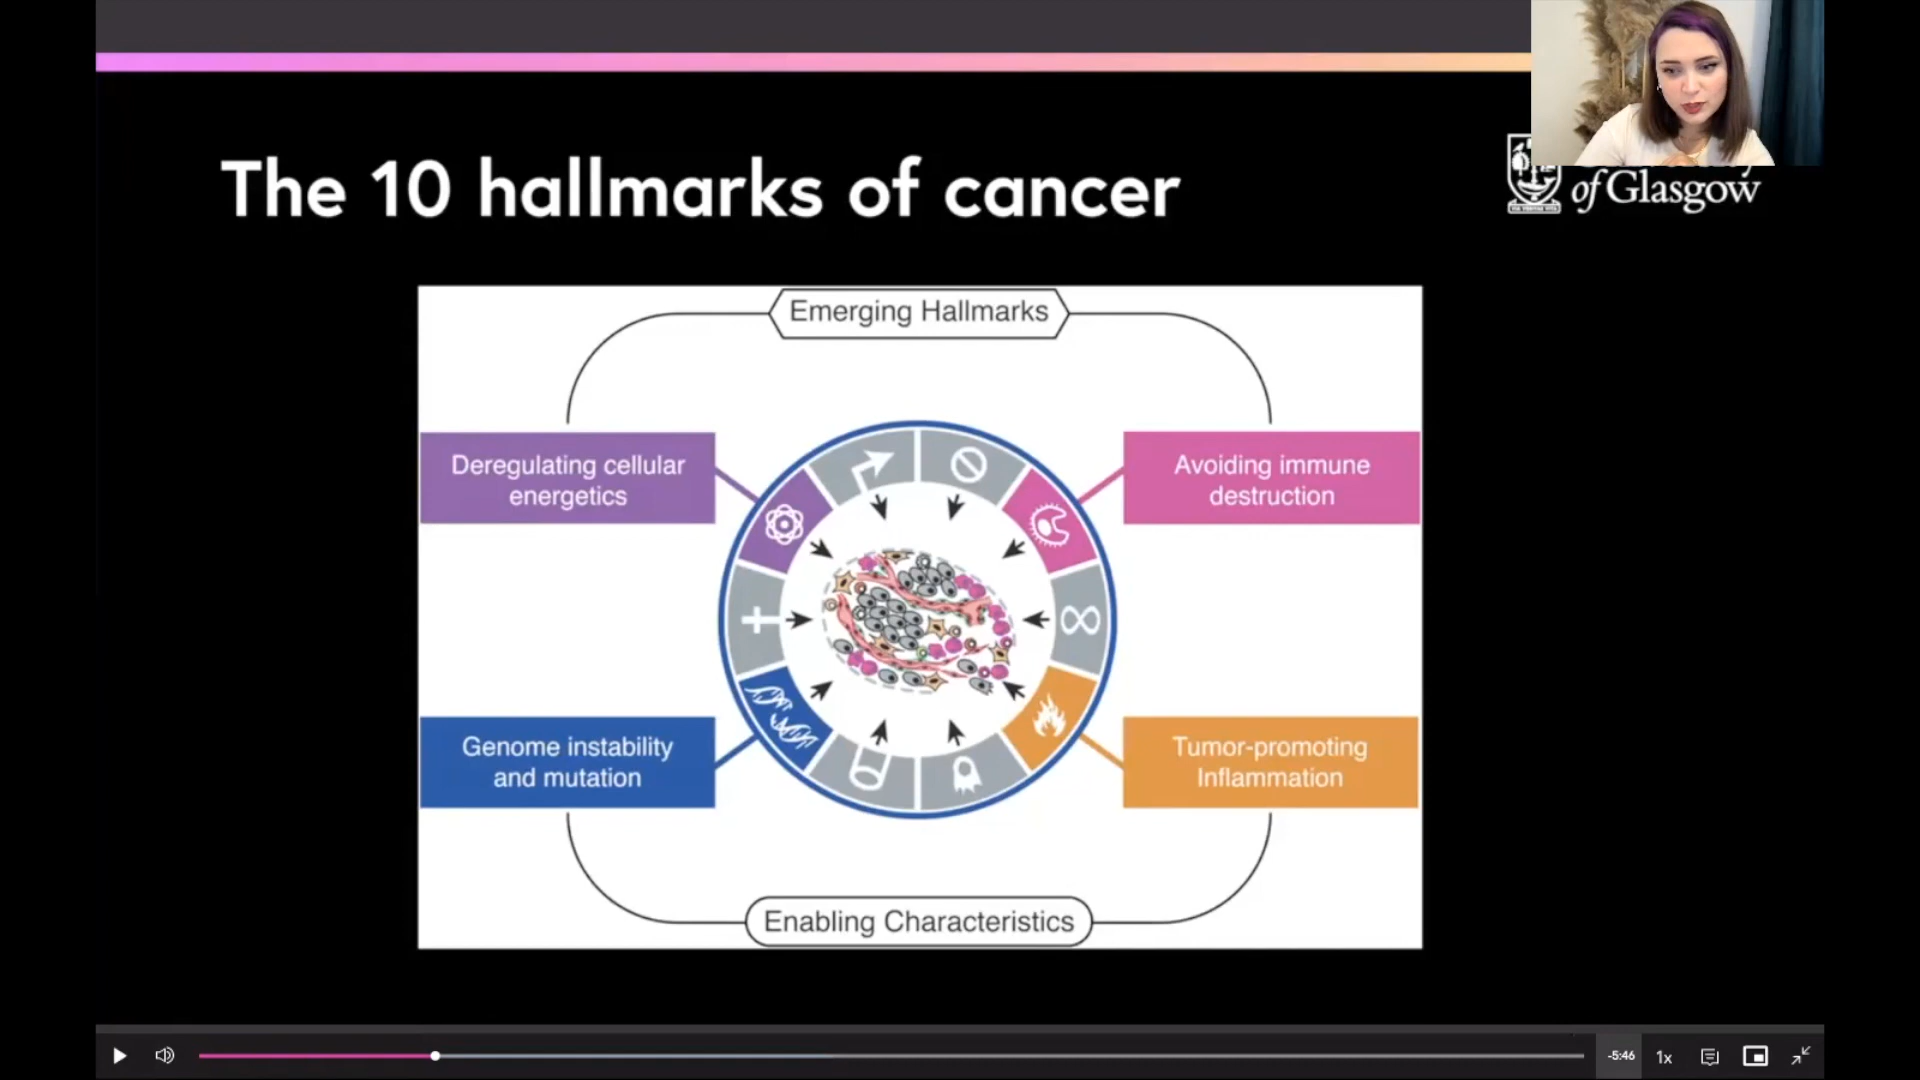 The 10 hallmarks of cancer
of Glasgow
Emerging Hallmarks
Deregulating cellular
energetics
Avoiding immune
destruction
Genome instability
and mutation
Tumor-promoting
Inflammation
Enabling Characteristics
-5:46
1x